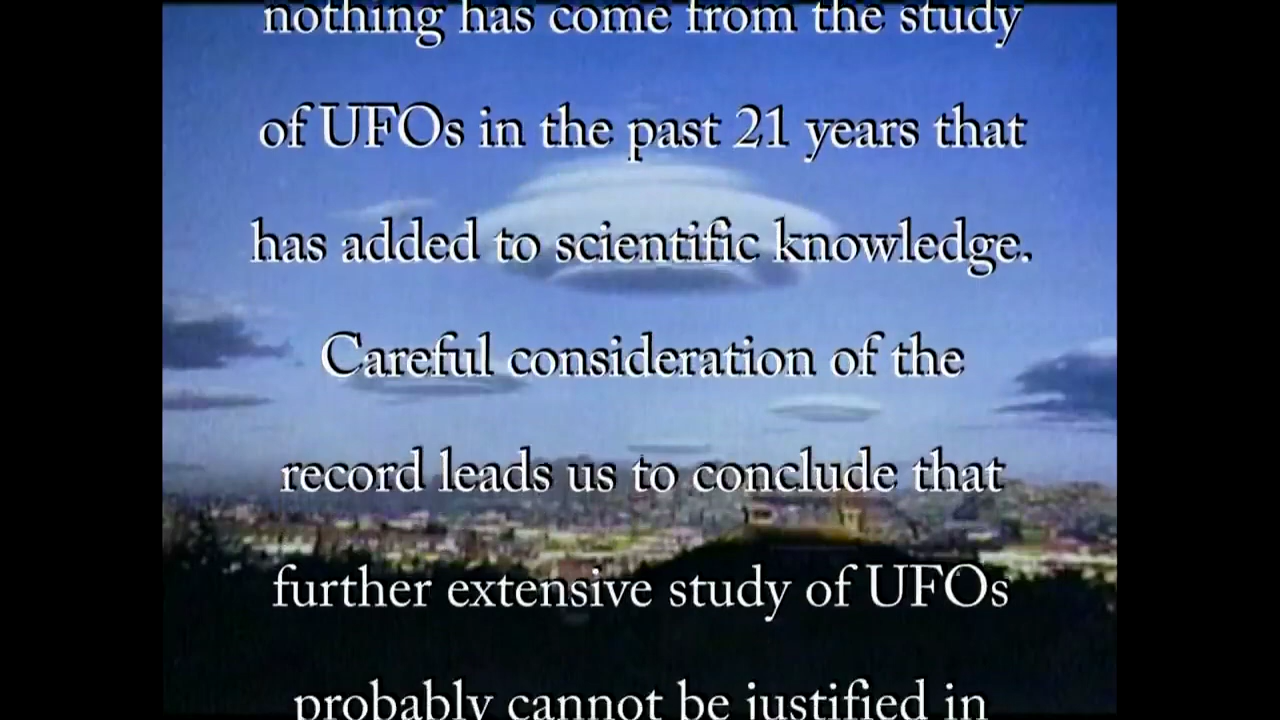 nothing has come from the study
of UFOs in the past 21 years that
has added to scientific knowledge.
Careful consideration of the
record leads us to conclude that
further extensive study of UFOs
probably cannot be justified in